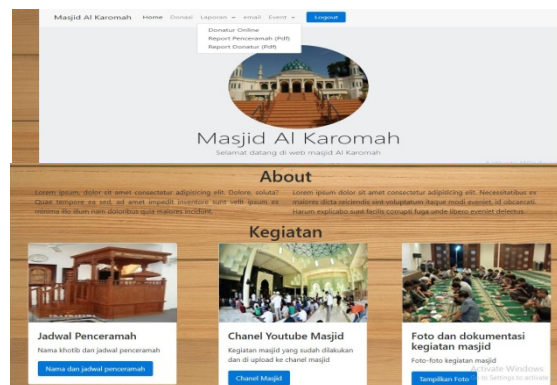 Masjid Al Karomah Home Donasi Laporan email Event Logout
Donatur Online
Report Penceramah (Pdf)
Report Donatur (Pdf)
Masjid Al Karomah
Selamat datang di web masjid Al Karomah
About
Lorem ipsum, dolor sit amet consectetur adipisicing elit. Dolore, soluta?
Quae tempore ea sint, ad amet impedit inventore sunt velit ipsum ex
minima illo illum nam doloribus quia maiores incidunt.
Lorem ipsum dolor sit amet consectetur adipisicing elit. Necessitatibus ex
maiores dicta reiciendis sint voluptatum itaque modi eveniet, id obcaecati.
Harum explicabo sunt facilis corrupti fuga unde libero eveniet delectus.
Kegiatan
Jadwal Penceramah
Nama khotib dan jadwal penceramah
Nama dan jadwal penceramah
Chanel Youtube Masjid
Kegiatan masjid yang sudah dilakukan
dan di upload ke chanel masjid
Chanel Masjid
Foto dan dokumentasi
kegiatan masjid
Foto-foto kegiatan masjid
Tampilkan Foto
Activate Windows
Go to Settings to activate